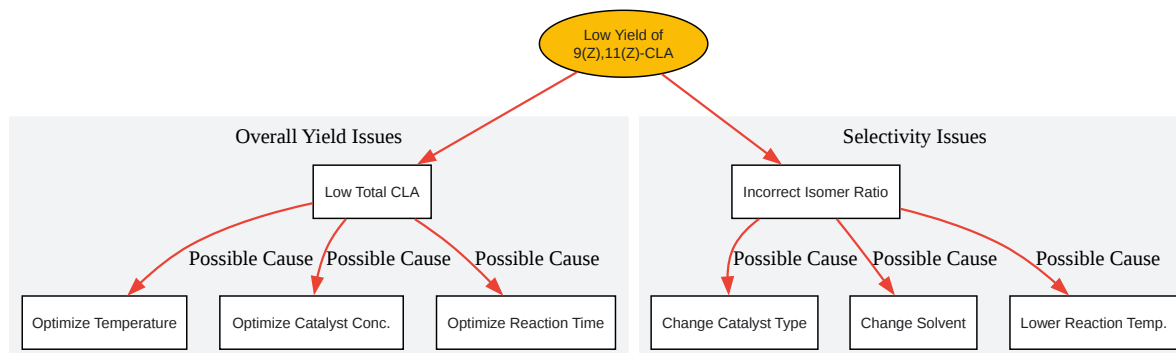 Low Yield of
9(Z),11(Z)-CLA
Overall Yield Issues
Selectivity Issues
Low Total CLA
Incorrect Isomer Ratio
Possible Cause
Possible Cause
Possible Cause
Possible Cause
Possible Cause
Possible Cause
Optimize Temperature
Optimize Catalyst Conc.
Optimize Reaction Time
Change Catalyst Type
Change Solvent
Lower Reaction Temp.